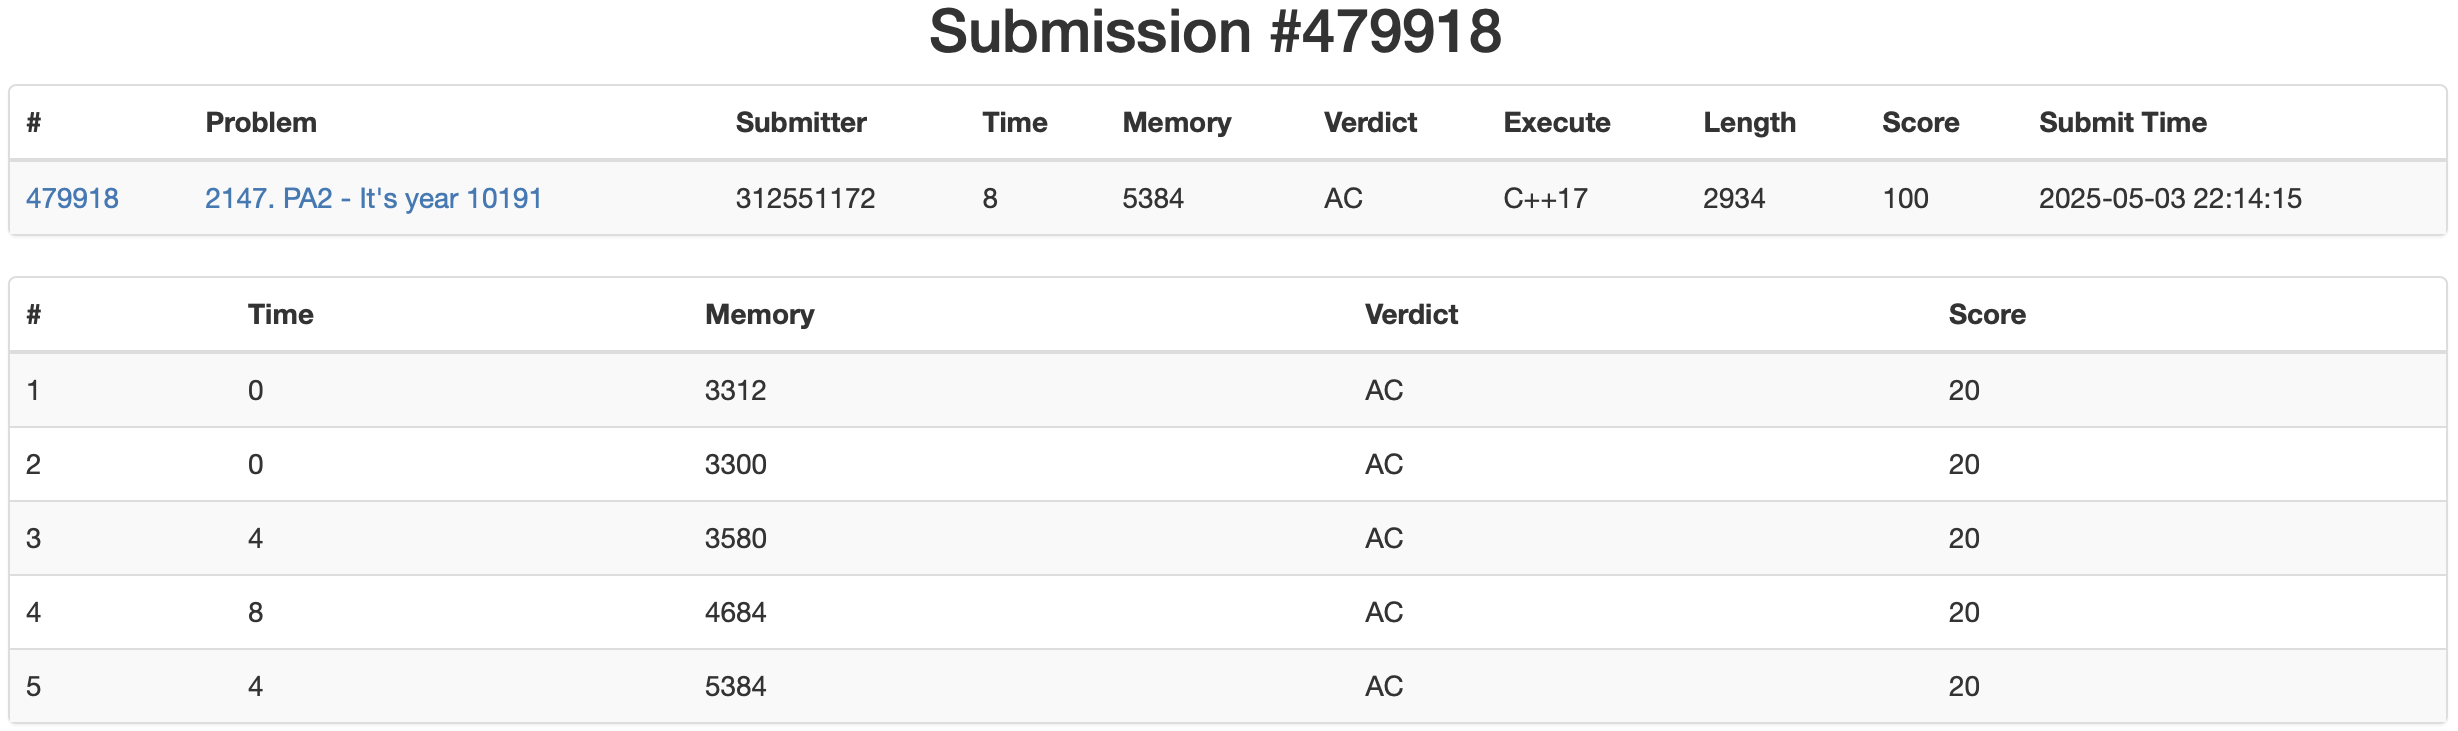 Submission #479918
# Problem Submitter Time Memory Verdict Execute Length Score Submit Time
479918 2147. PA2 - It's year 10191 312551172 8 5384 AC C++17 2934 100 2025-05-03 22:14:15
# Time Memory Verdict Score
1 0 3312 AC 20
2 0 3300 AC 20
3 4 3580 AC 20
4 8 4684 AC 20
5 4 5384 AC 20